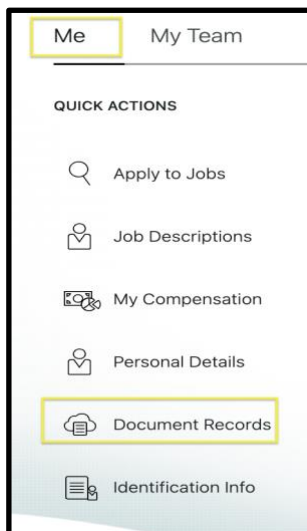 Me My Team
QUICK ACTIONS
Apply to Jobs
Job Descriptions
My Compensation
Personal Details
Document Records
Identification Info